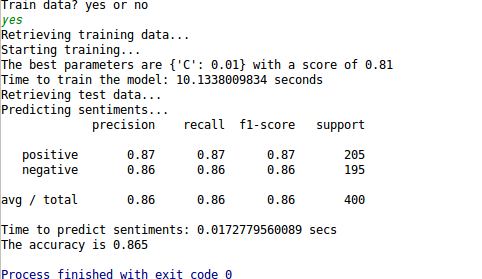 Train data? yes or no
yes
Retrieving training data...
Starting training...
The best parameters are {'C': 0.01} with a score of 0.81
Time to train the model: 10.1338009834 seconds
Retrieving test data...
Predicting sentiments...
precision recall f1-score support
positive 0.87 0.87 0.87 205
negative 0.86 0.86 0.86 195
avg / total 0.86 0.86 0.86 400
Time to predict sentiments: 0.0172779560089 secs
The accuracy is 0.865
Process finished with exit code 0